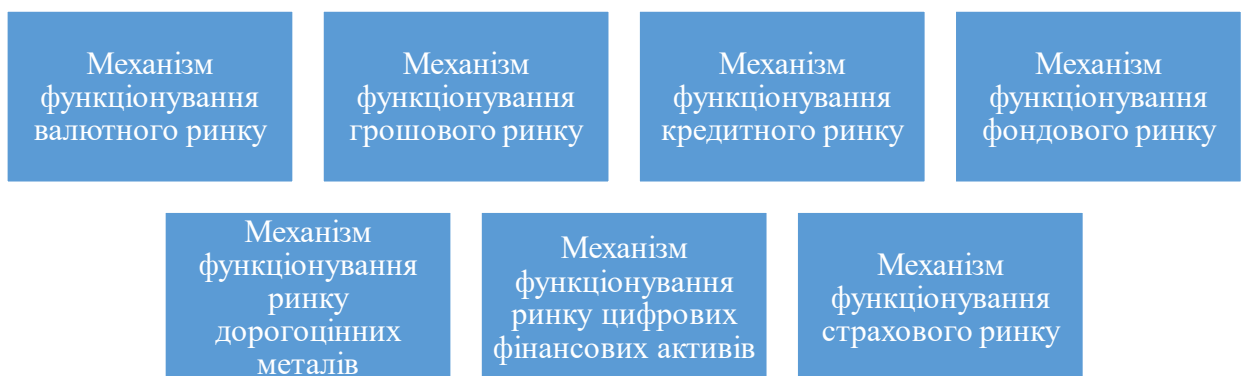 Механізм
функціонування
валютного ринку
Механізм
функціонування
грошового ринку
Механізм
функціонування
кредитного ринку
Механізм
функціонування
фондового ринку
Механізм
функціонування
ринку
дорогоцінних
металів
Механізм
функціонування
ринку цифрових
фінансових активів
Механізм
функціонування
страхового ринку